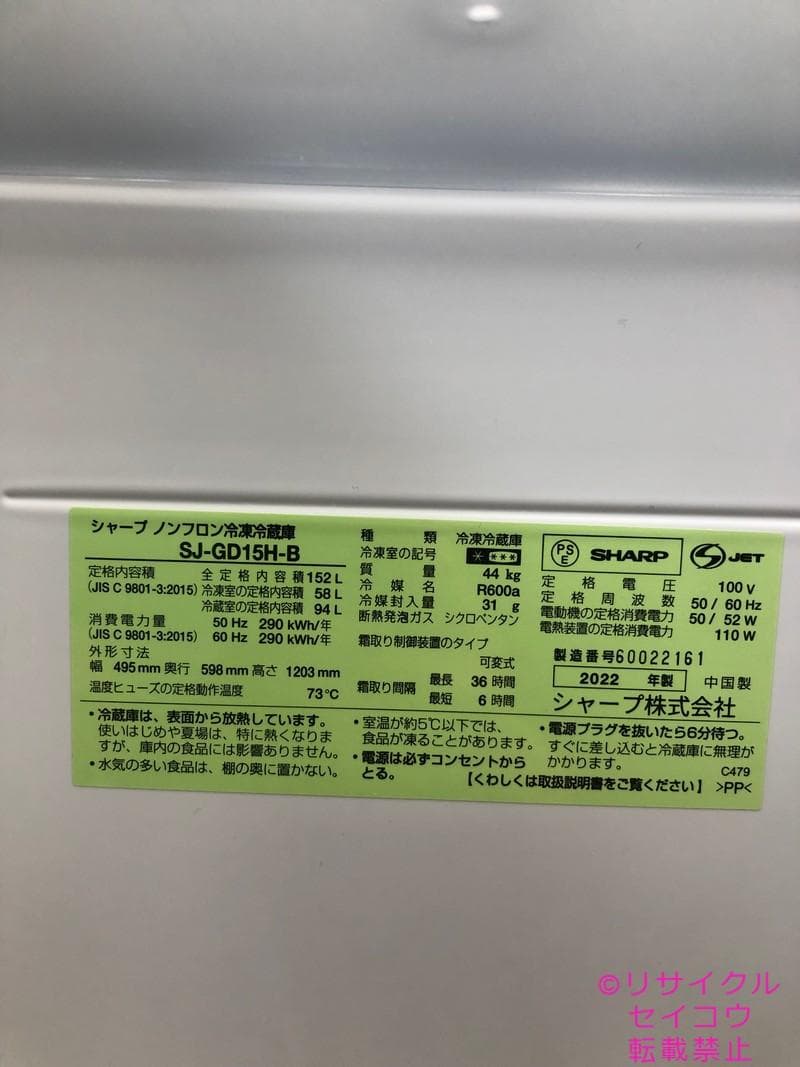 シャープ ノンフロン冷凍冷蔵庫
SJ-GD15H-B
定格内容積
(JIS C 9801-3:2015)
全定格内容積 152 L
冷凍室の定格内容積 58 L
冷蔵室の定格内容積 94 L
消費電力量
(JIS C 9801-3:2015)
50 Hz 290 kWh/年
60 Hz 290 kWh/年
外形寸法
幅 495 mm 奥行 598 mm 高さ 1203 mm
温度ヒューズの定格動作温度 73℃
種類 冷凍冷蔵庫
冷凍室の記号 * ***
質量 44 kg
冷媒名 R600a
冷媒封入量 31 g
断熱発泡ガス シクロペンタン
霜取り制御装置のタイプ
可変式
霜取り間隔 最長 36 時間
最短 6 時間
PSE SHARP JET
定格電圧 100 V
定格周波数 50 / 60 Hz
電動機の定格消費電力 50 / 52 W
電熱装置の定格消費電力 110 W
製造番号 60022161
2022 年製 中国製
シャープ株式会社
・冷蔵庫は、表面から放熱しています。
使いはじめや夏場は、特に熱くなりま
すが、庫内の食品には影響ありません。
・水気の多い食品は、棚の奥に置かない。
・室温が約5℃以下では、
食品が凍ることがあります。
・電源は必ずコンセントから
とる。
・電源プラグを抜いたら6分待つ。
すぐに差し込むと冷蔵庫に無理が
かかります。
C479
【くわしくは取扱説明書をご覧ください】 >PP<
©リサイクル
セイコウ
転載禁止